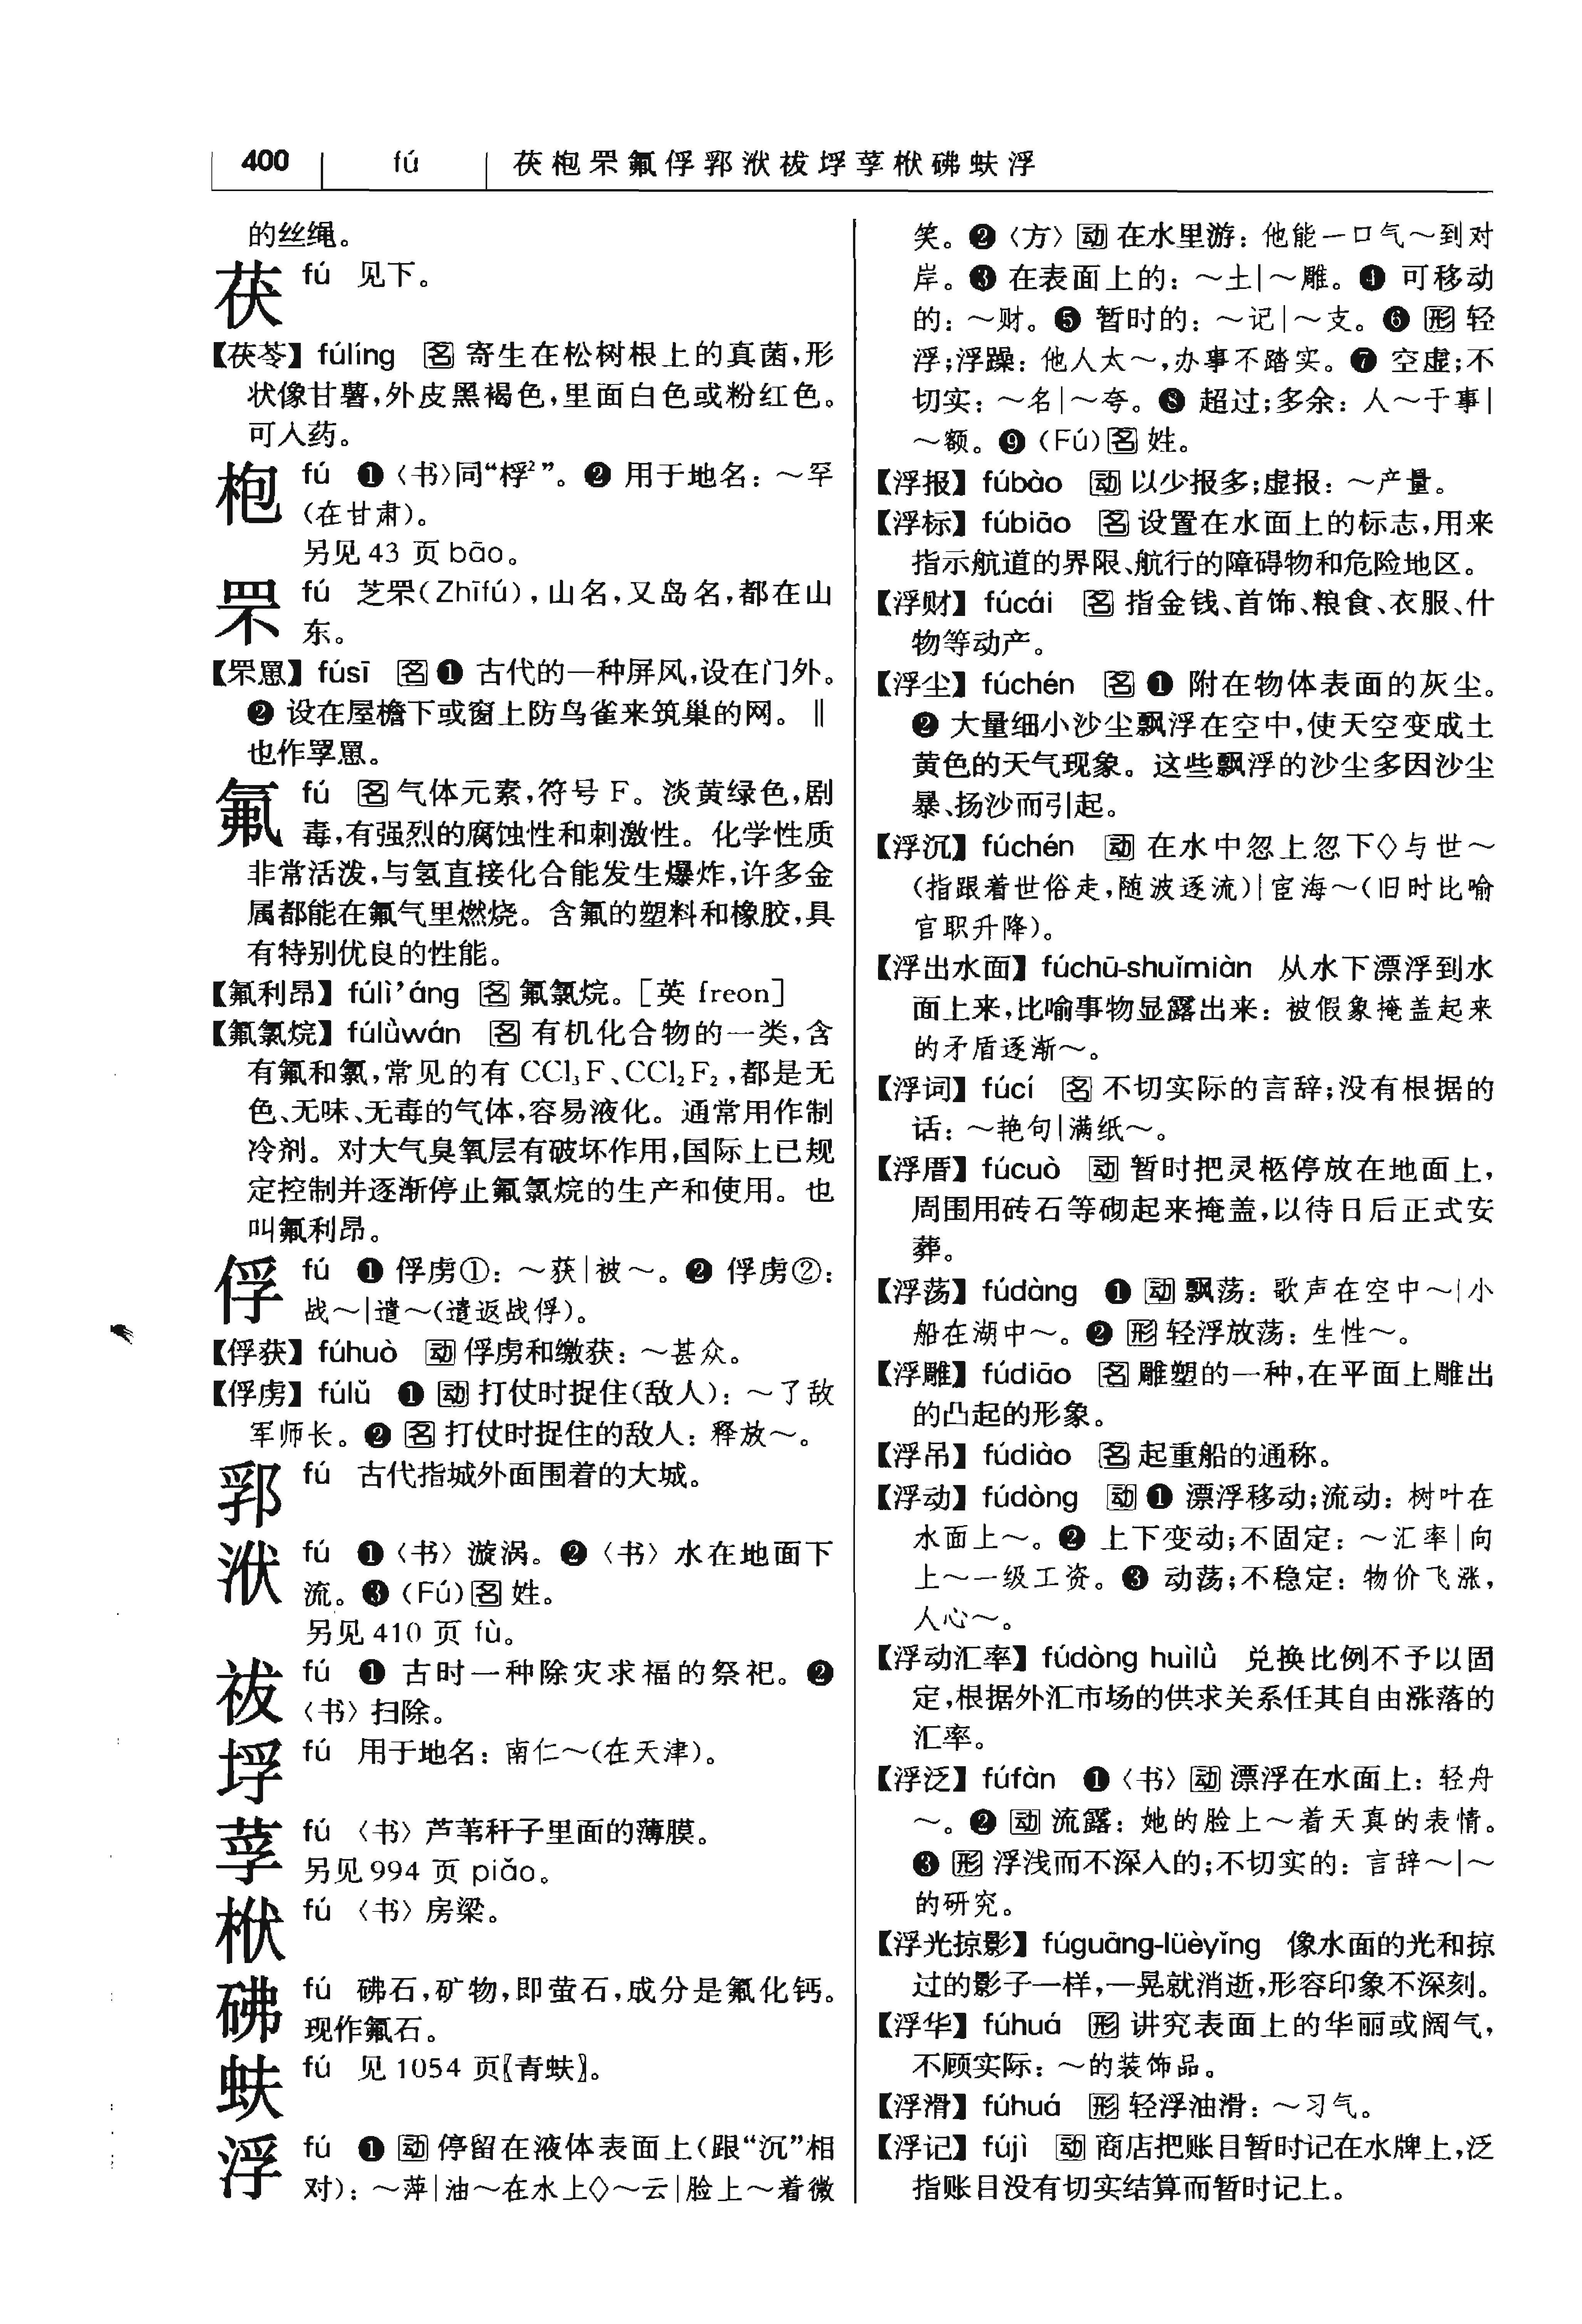 400 fú 茯枹罘氟俘郛洑祓垺莩栿砩蚨浮
的丝绳。
茯 fú 见下。
【茯苓】 fúlíng 名 寄生在松树根上的真菌,形
状像甘薯,外皮黑褐色,里面白色或粉红色。
可入药。
枹 fú ❶〈书〉同“桴²”。❷ 用于地名:～罕
(在甘肃)。
另见 43 页 bāo。
罘 fú 芝罘(Zhīfú),山名,又岛名,都在山
东。
【罘罳】 fúsī 名 ❶ 古代的一种屏风,设在门外。
❷ 设在屋檐下或窗上防鸟雀来筑巢的网。‖
也作罦罳。
氟 fú 名 气体元素,符号 F。淡黄绿色,剧
毒,有强烈的腐蚀性和刺激性。化学性质
非常活泼,与氢直接化合能发生爆炸,许多金
属都能在氟气里燃烧。含氟的塑料和橡胶,具
有特别优良的性能。
【氟利昂】 fúlì’áng 名 氟氯烷。[英 freon]
【氟氯烷】 fúlǜwán 名 有机化合物的一类,含
有氟和氯,常见的有 CCl₃F、CCl₂F₂,都是无
色、无味、无毒的气体,容易液化。通常用作制
冷剂。对大气臭氧层有破坏作用,国际上已规
定控制并逐渐停止氟氯烷的生产和使用。也
叫氟利昂。
俘 fú ❶ 俘虏①:～获|被～。❷ 俘虏②:
战～|遣～(遣返战俘)。
【俘获】 fúhuò 动 俘虏和缴获:～甚众。
【俘虏】 fúlǔ ❶ 动 打仗时捉住(敌人):～了敌
军师长。❷ 名 打仗时捉住的敌人:释放～。
郛 fú 古代指城外面围着的大城。
洑 fú ❶〈书〉漩涡。❷〈书〉水在地面下
流。❸ (Fú) 名 姓。
另见 410 页 fù。
祓 fú ❶ 古时一种除灾求福的祭祀。❷
〈书〉扫除。
垺 fú 用于地名:南仁～(在天津)。
莩 fú 〈书〉芦苇秆子里面的薄膜。
另见 994 页 piǎo。
栿 fú 〈书〉房梁。
砩 fú 砩石,矿物,即萤石,成分是氟化钙。
现作氟石。
蚨 fú 见 1054 页〖青蚨〗。
浮 fú ❶ 动 停留在液体表面上(跟“沉”相
对):～萍|油～在水上◇～云|脸上～着微
笑。❷〈方〉动 在水里游:他能一口气～到对
岸。❸ 在表面上的:～土|～雕。❹ 可移动
的:～财。❺ 暂时的:～记|～支。❻ 形 轻
浮;浮躁:他人太～,办事不踏实。❼ 空虚;不
切实:～名|～夸。❽ 超过;多余:人～于事|
～额。❾ (Fú) 名 姓。
【浮报】 fúbào 动 以少报多;虚报:～产量。
【浮标】 fúbiāo 名 设置在水面上的标志,用来
指示航道的界限、航行的障碍物和危险地区。
【浮财】 fúcái 名 指金钱、首饰、粮食、衣服、什
物等动产。
【浮尘】 fúchén 名 ❶ 附在物体表面的灰尘。
❷ 大量细小沙尘飘浮在空中,使天空变成土
黄色的天气现象。这些飘浮的沙尘多因沙尘
暴、扬沙而引起。
【浮沉】 fúchén 动 在水中忽上忽下◇与世～
(指跟着世俗走,随波逐流)|宦海～(旧时比喻
官职升降)。
【浮出水面】 fúchū-shuǐmiàn 从水下漂浮到水
面上来,比喻事物显露出来:被假象掩盖起来
的矛盾逐渐～。
【浮词】 fúcí 名 不切实际的言辞;没有根据的
话:～艳句|满纸～。
【浮厝】 fúcuò 动 暂时把灵柩停放在地面上,
周围用砖石等砌起来掩盖,以待日后正式安
葬。
【浮荡】 fúdàng ❶ 动 飘荡:歌声在空中～|小
船在湖中～。❷ 形 轻浮放荡:生性～。
【浮雕】 fúdiāo 名 雕塑的一种,在平面上雕出
的凸起的形象。
【浮吊】 fúdiào 名 起重船的通称。
【浮动】 fúdòng 动 ❶ 漂浮移动;流动:树叶在
水面上～。❷ 上下变动;不固定:～汇率|向
上～一级工资。❸ 动荡;不稳定:物价飞涨,
人心～。
【浮动汇率】 fúdòng huìlǜ 兑换比例不予以固
定,根据外汇市场的供求关系任其自由涨落的
汇率。
【浮泛】 fúfàn ❶〈书〉动 漂浮在水面上:轻舟
～。❷ 动 流露:她的脸上～着天真的表情。
❸ 形 浮浅而不深入的;不切实的:言辞～|～
的研究。
【浮光掠影】 fúguāng-lüèyǐng 像水面的光和掠
过的影子一样,一晃就消逝,形容印象不深刻。
【浮华】 fúhuá 形 讲究表面上的华丽或阔气,
不顾实际:～的装饰品。
【浮滑】 fúhuá 形 轻浮油滑:～习气。
【浮记】 fújì 动 商店把账目暂时记在水牌上,泛
指账目没有切实结算而暂时记上。